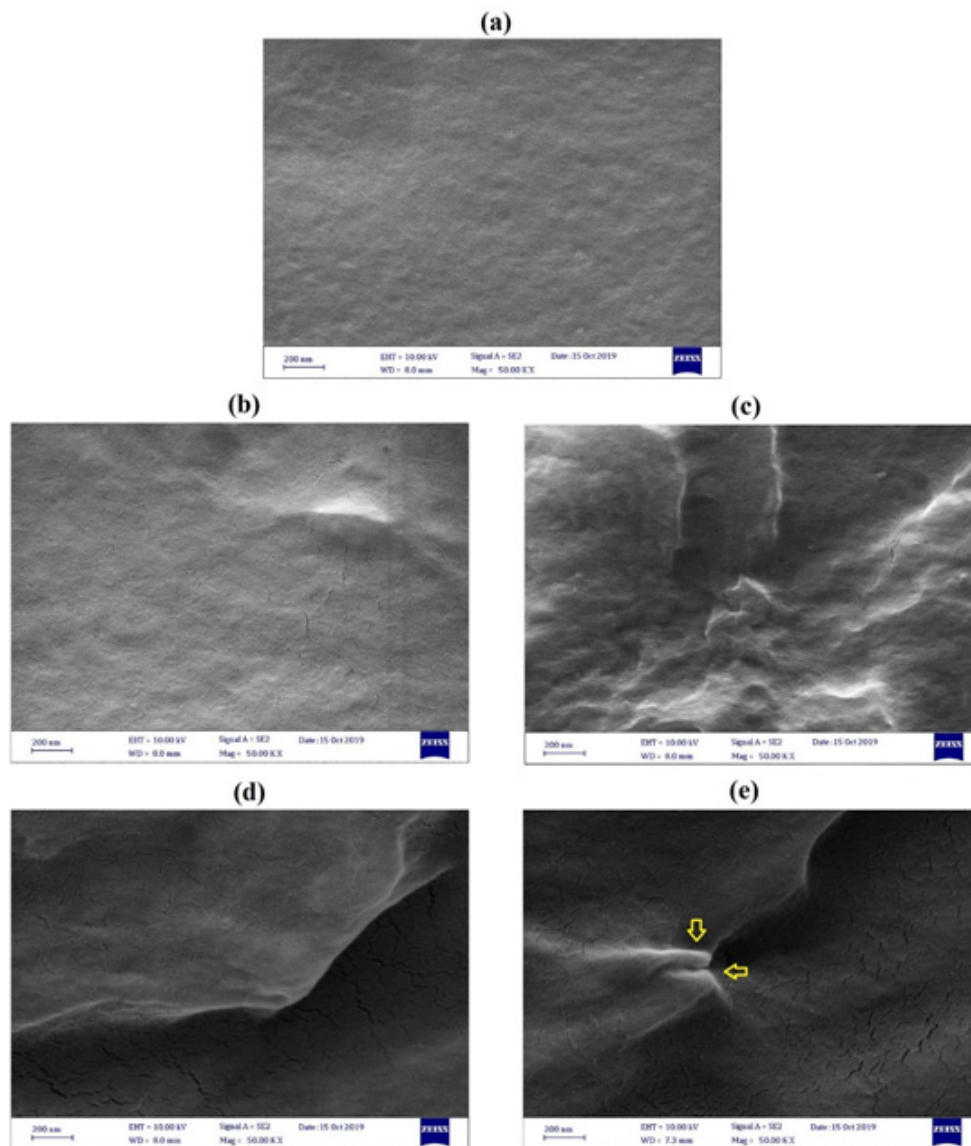 (a)
200 nm EHT = 10.00 kV Signal A = SE2 Date :15 Oct 2019 ZEISS
WD = 8.0 mm Mag = 50.00 K X
(b) (c)
200 nm EHT = 10.00 kV Signal A = SE2 Date :15 Oct 2019 ZEISS
WD = 8.0 mm Mag = 50.00 K X
200 nm EHT = 10.00 kV Signal A = SE2 Date :15 Oct 2019 ZEISS
WD = 8.0 mm Mag = 50.00 K X
(d) (e)
200 nm EHT = 10.00 kV Signal A = SE2 Date :15 Oct 2019 ZEISS
WD = 8.0 mm Mag = 50.00 K X
200 nm EHT = 10.00 kV Signal A = SE2 Date :15 Oct 2019 ZEISS
WD = 7.3 mm Mag = 50.00 K X